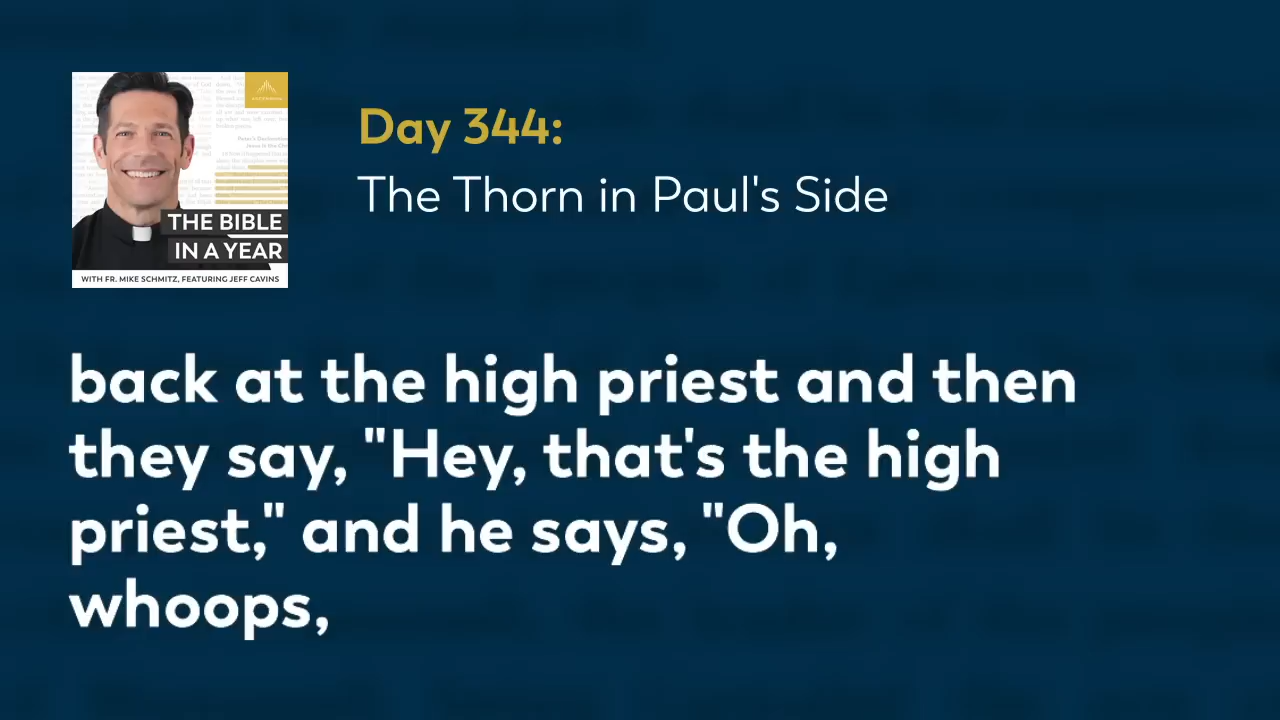 Day 344:
The Thorn in Paul's Side
THE BIBLE
IN A YEAR
WITH FR. MIKE SCHMITZ, FEATURING JEFF CAVINS
back at the high priest and then
they say, "Hey, that's the high
priest," and he says, "Oh,
whoops,